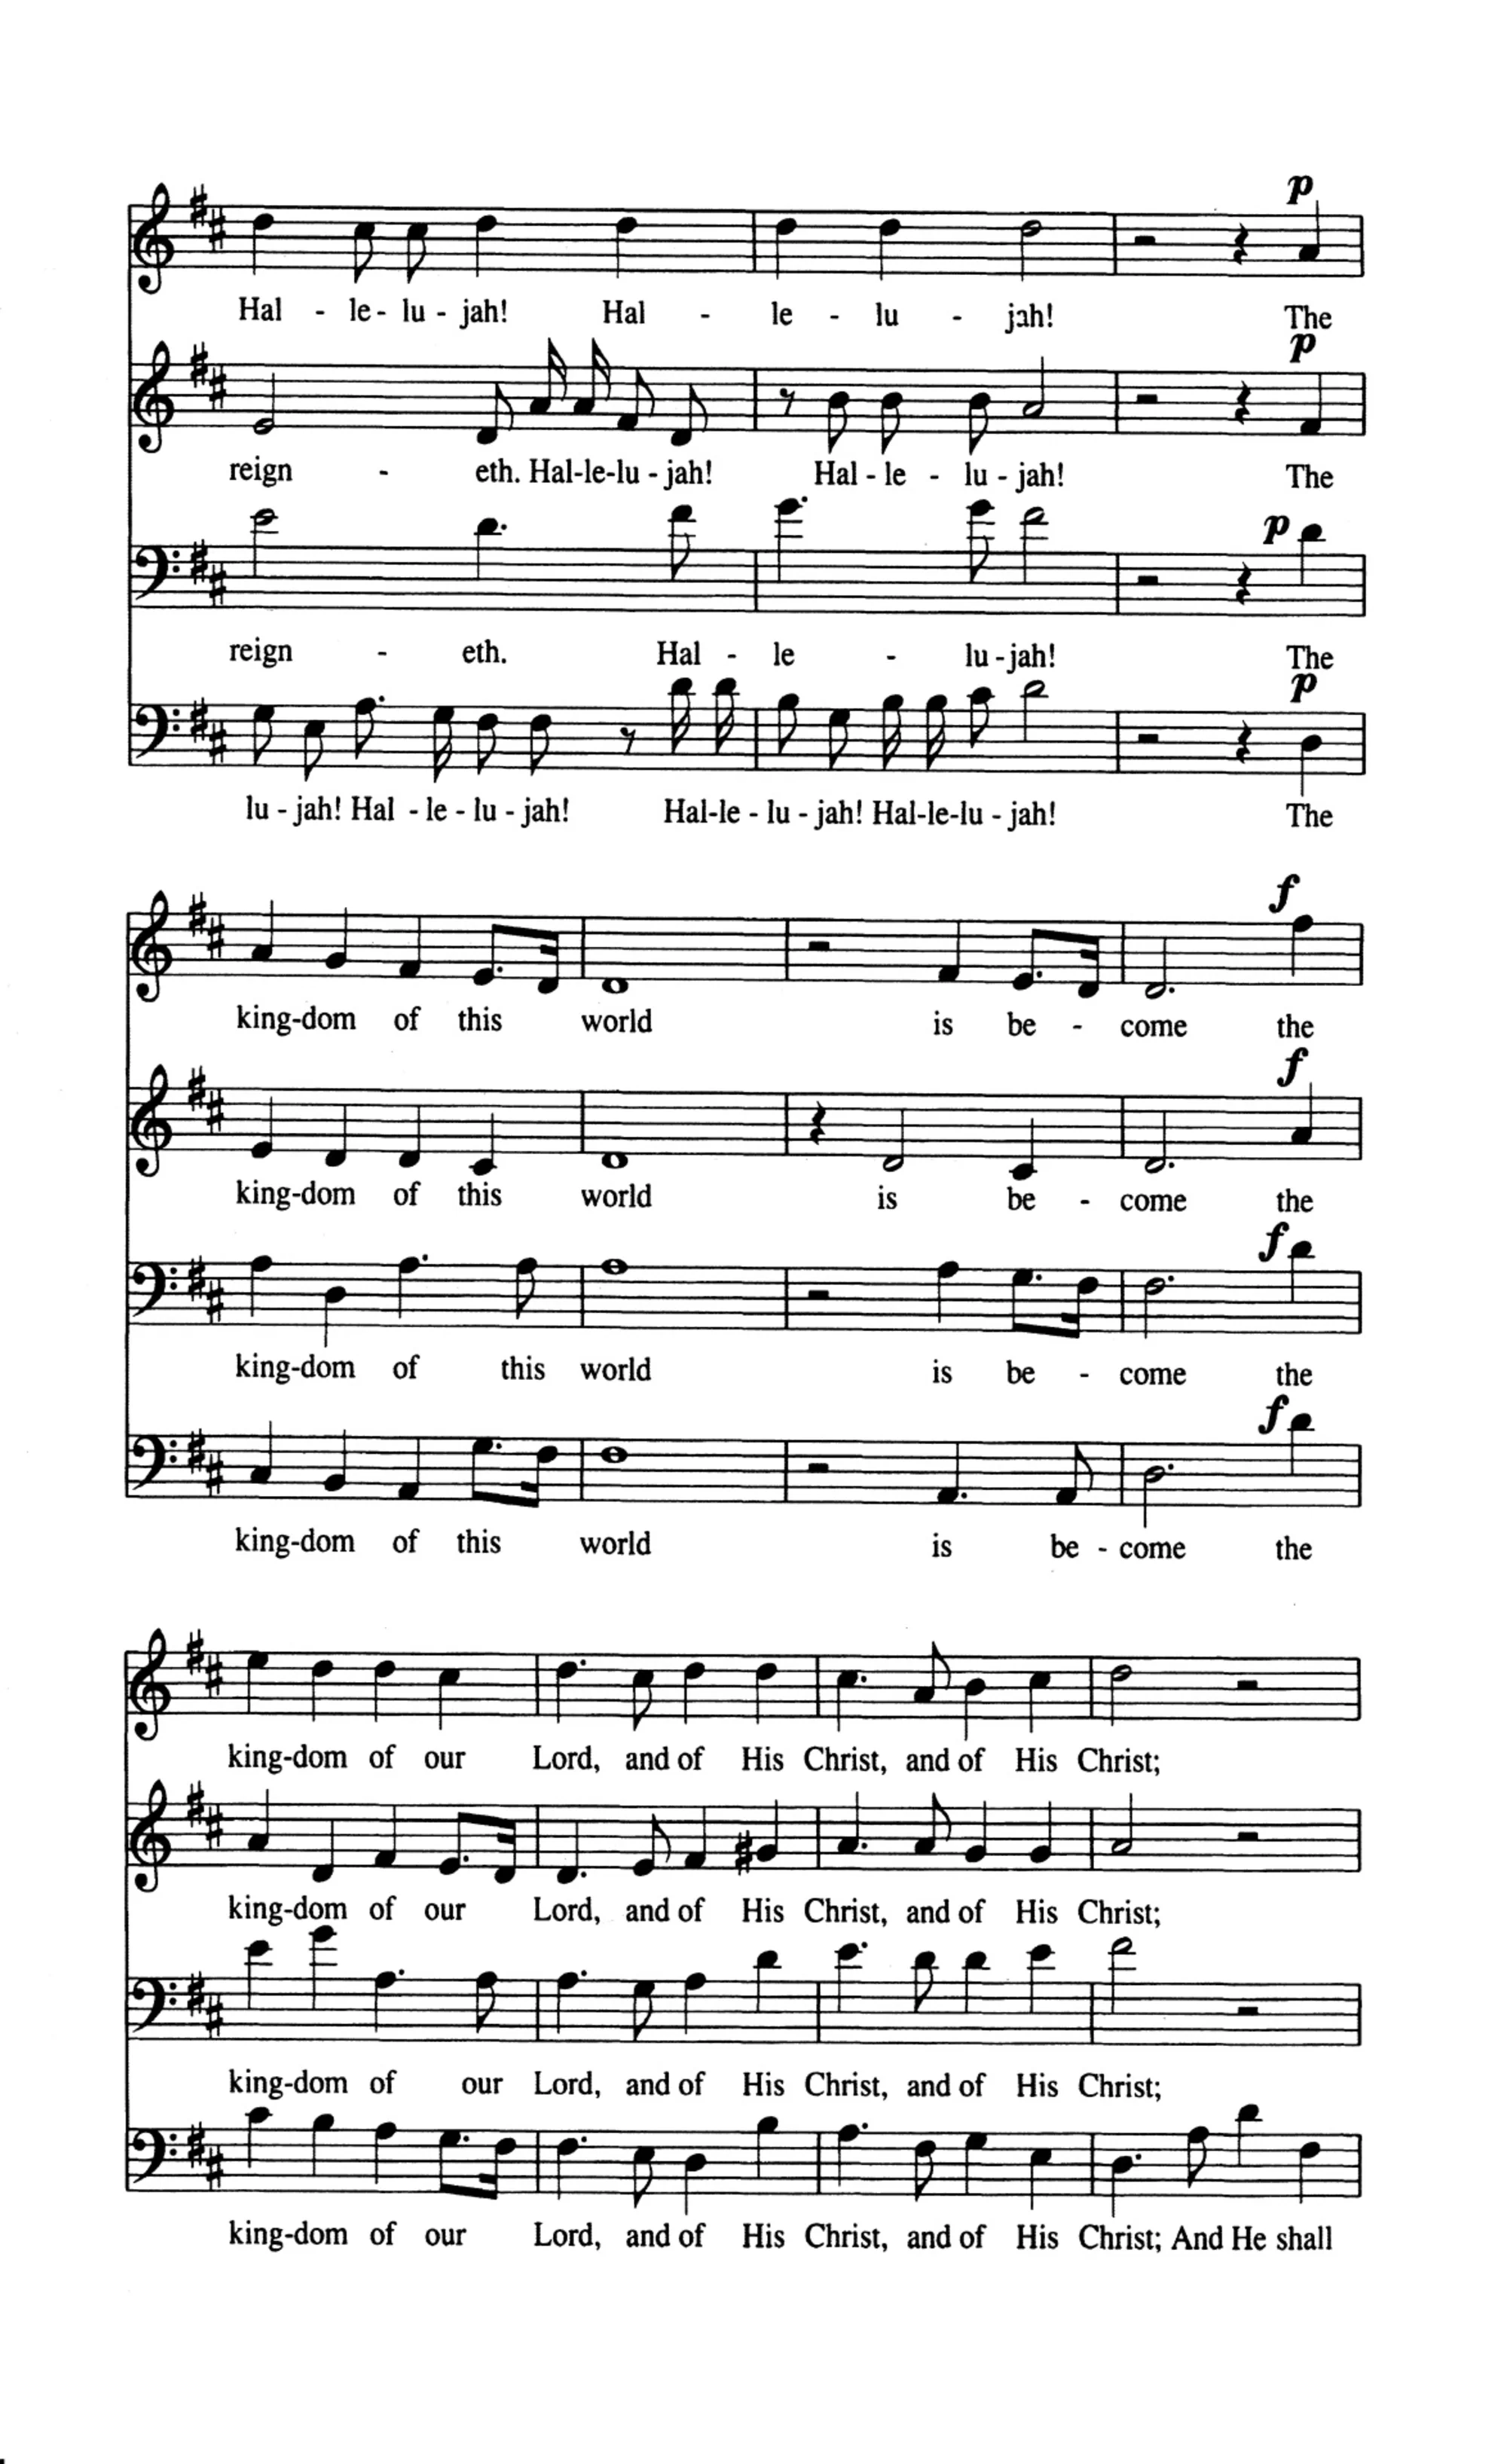 p
Hal - le - lu - jah! Hal - le - lu - jah! The
p
reign - eth. Hal-le-lu - jah! Hal - le - lu - jah! The
p
reign - eth. Hal - le - lu - jah! The
p
lu - jah! Hal - le - lu - jah! Hal-le - lu - jah! Hal-le-lu - jah! The
f
king-dom of this world is be - come the
f
king-dom of this world is be - come the
f
king-dom of this world is be - come the
f
king-dom of this world is be - come the
king-dom of our Lord, and of His Christ, and of His Christ;
king-dom of our Lord, and of His Christ, and of His Christ;
king-dom of our Lord, and of His Christ, and of His Christ;
king-dom of our Lord, and of His Christ, and of His Christ; And He shall